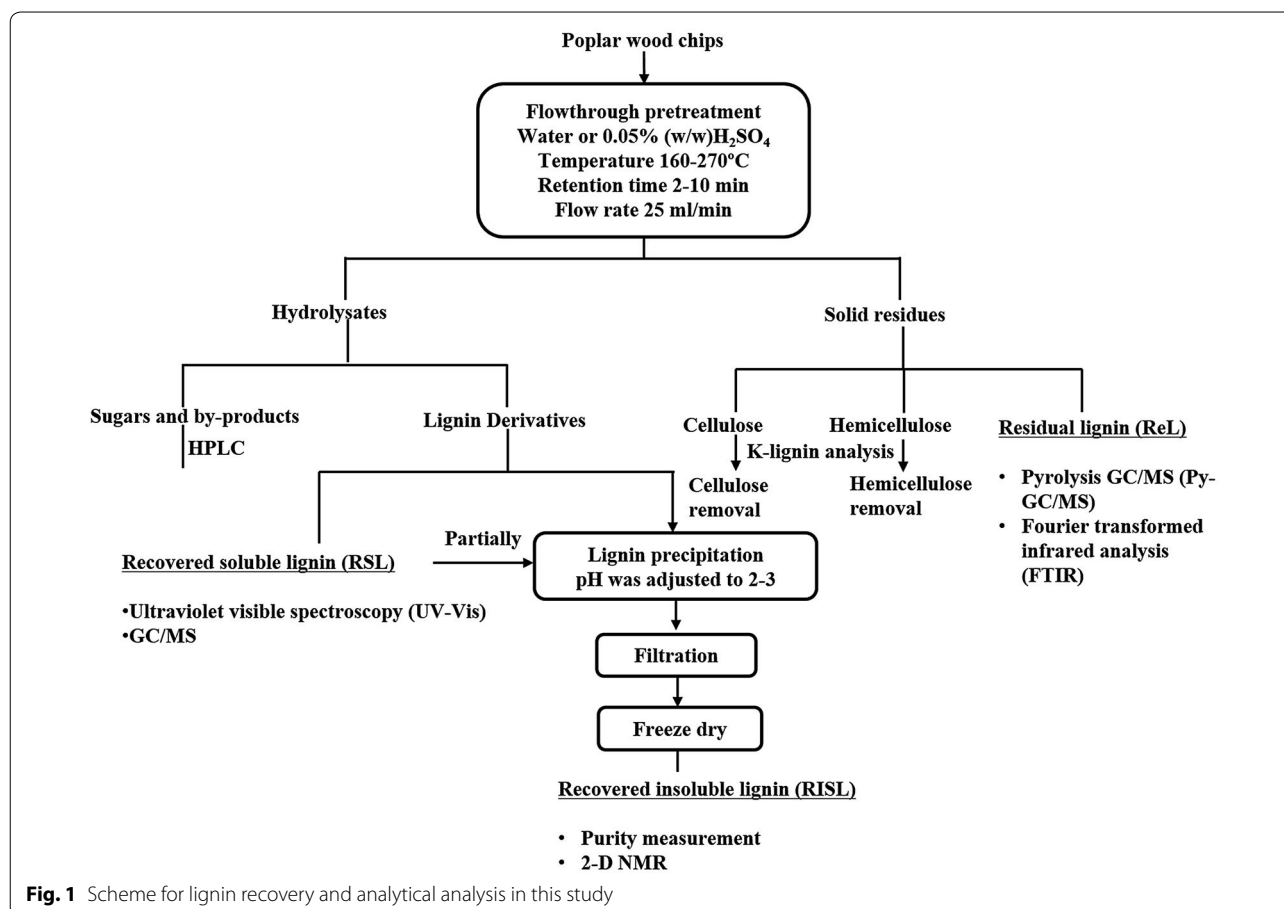 Poplar wood chips
Flowthrough pretreatment
Water or 0.05% (w/w)H₂SO₄
Temperature 160-270ºC
Retention time 2-10 min
Flow rate 25 ml/min
Hydrolysates
Solid residues
Sugars and by-products
HPLC
Lignin Derivatives
Cellulose
Hemicellulose
K-lignin analysis
Cellulose
removal
Hemicellulose
removal
Residual lignin (ReL)
• Pyrolysis GC/MS (Py-
GC/MS)
• Fourier transformed
infrared analysis
(FTIR)
Recovered soluble lignin (RSL)
•Ultraviolet visible spectroscopy (UV-Vis)
•GC/MS
Partially
Lignin precipitation
pH was adjusted to 2-3
Filtration
Freeze dry
Recovered insoluble lignin (RISL)
• Purity measurement
• 2-D NMR
Fig. 1 Scheme for lignin recovery and analytical analysis in this study